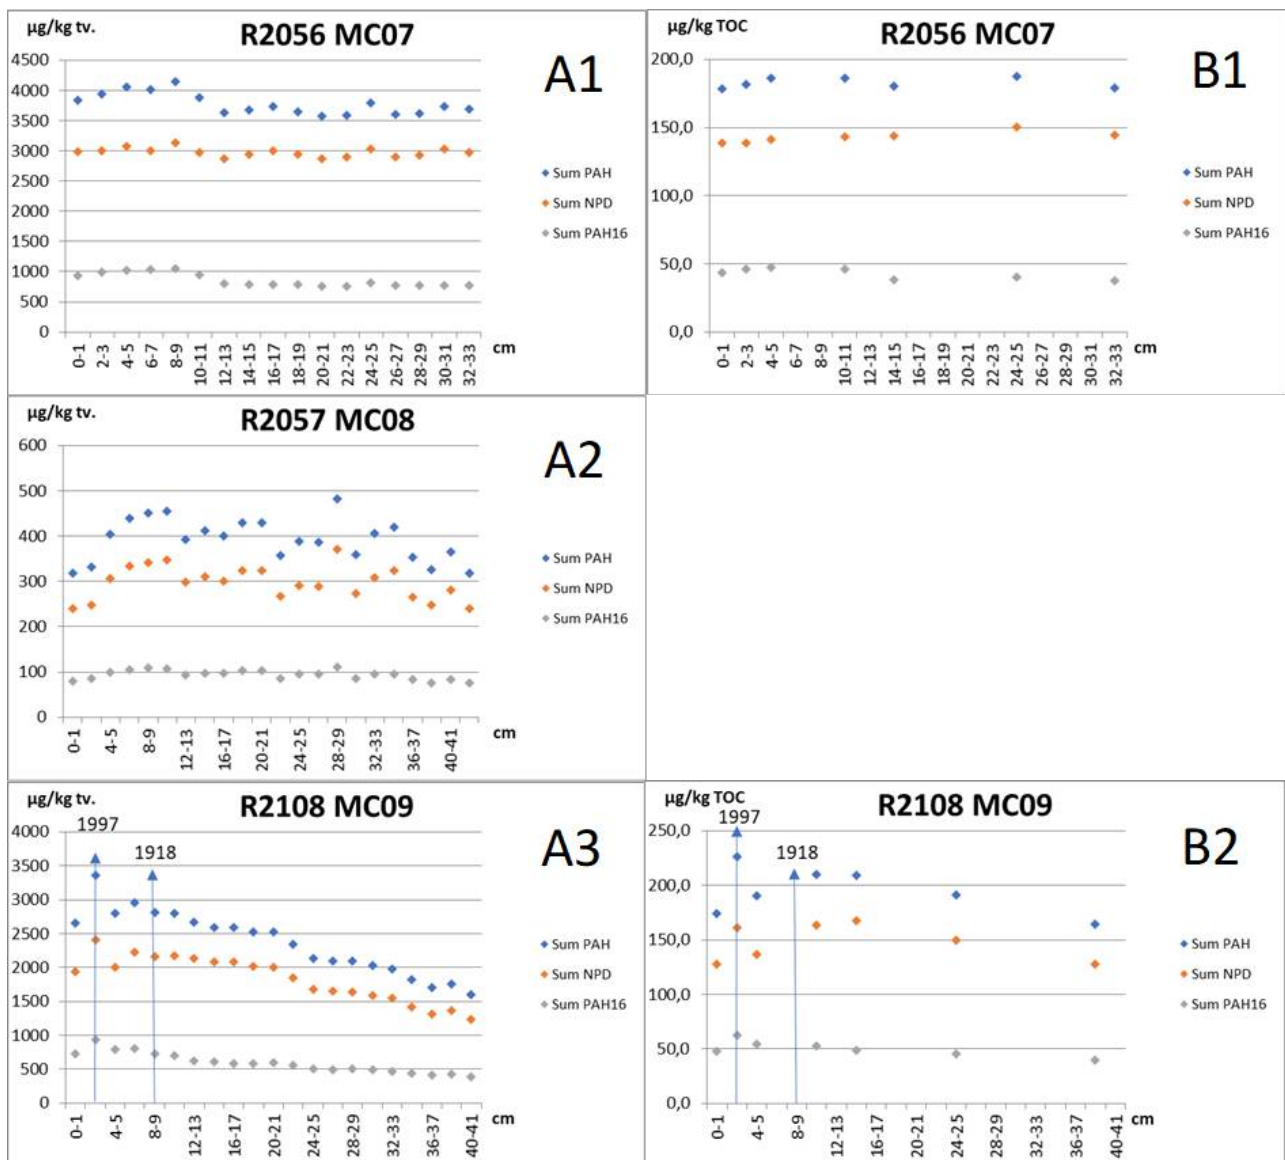 µg/kg tv.
R2056 MC07
A1
4500
4000
3500
3000
2500
2000
1500
1000
500
0
0-1 2-3 4-5 6-7 8-9 10-11 12-13 14-15 16-17 18-19 20-21 22-23 24-25 26-27 28-29 30-31 32-33
cm
Sum PAH
Sum NPD
Sum PAH16
µg/kg TOC
R2056 MC07
B1
200,0
150,0
100,0
50,0
0,0
0-1 2-3 4-5 6-7 8-9 10-11 14-15 16-17 18-19 20-21 22-23 24-25 26-27 28-29 30-31 32-33
cm
Sum PAH
Sum NPD
Sum PAH16
µg/kg tv.
R2057 MC08
A2
600
500
400
300
200
100
0
0-1 4-5 8-9 12-13 16-17 20-21 24-25 28-29 32-33 36-37 40-41
cm
Sum PAH
Sum NPD
Sum PAH16
µg/kg tv.
R2108 MC09
A3
4000
3500
3000
2500
2000
1500
1000
500
0
1997
1918
0-1 4-5 8-9 12-13 16-17 20-21 24-25 28-29 32-33 36-37 40-41
cm
Sum PAH
Sum NPD
Sum PAH16
µg/kg TOC
R2108 MC09
B2
250,0
200,0
150,0
100,0
50,0
0,0
1997
1918
0-1 4-5 8-9 12-13 16-17 20-21 24-25 28-29 32-33 36-37 40-41
cm
Sum PAH
Sum NPD
Sum PAH16